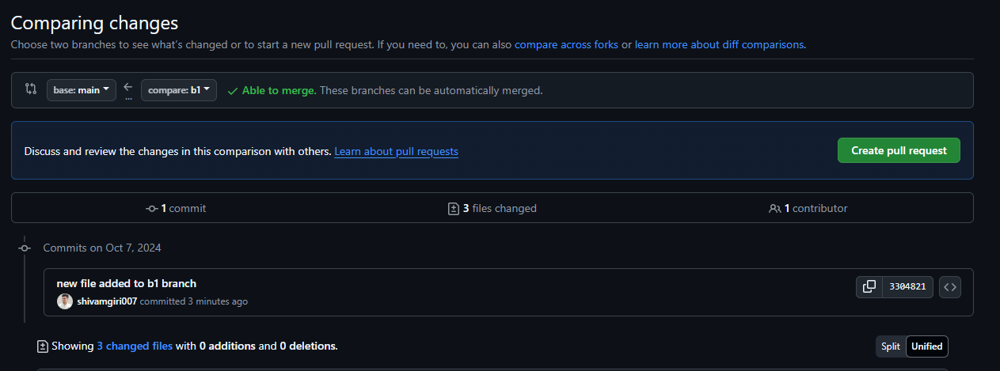 Comparing changes
Choose two branches to see what's changed or to start a new pull request. If you need to, you can also compare across forks or learn more about diff comparisons.
base: main ... compare: b1 Able to merge. These branches can be automatically merged.
Discuss and review the changes in this comparison with others. Learn about pull requests Create pull request
1 commit 3 files changed 1 contributor
Commits on Oct 7, 2024
new file added to b1 branch
shivamgiri007 committed 3 minutes ago 3304821
Showing 3 changed files with 0 additions and 0 deletions. Split Unified